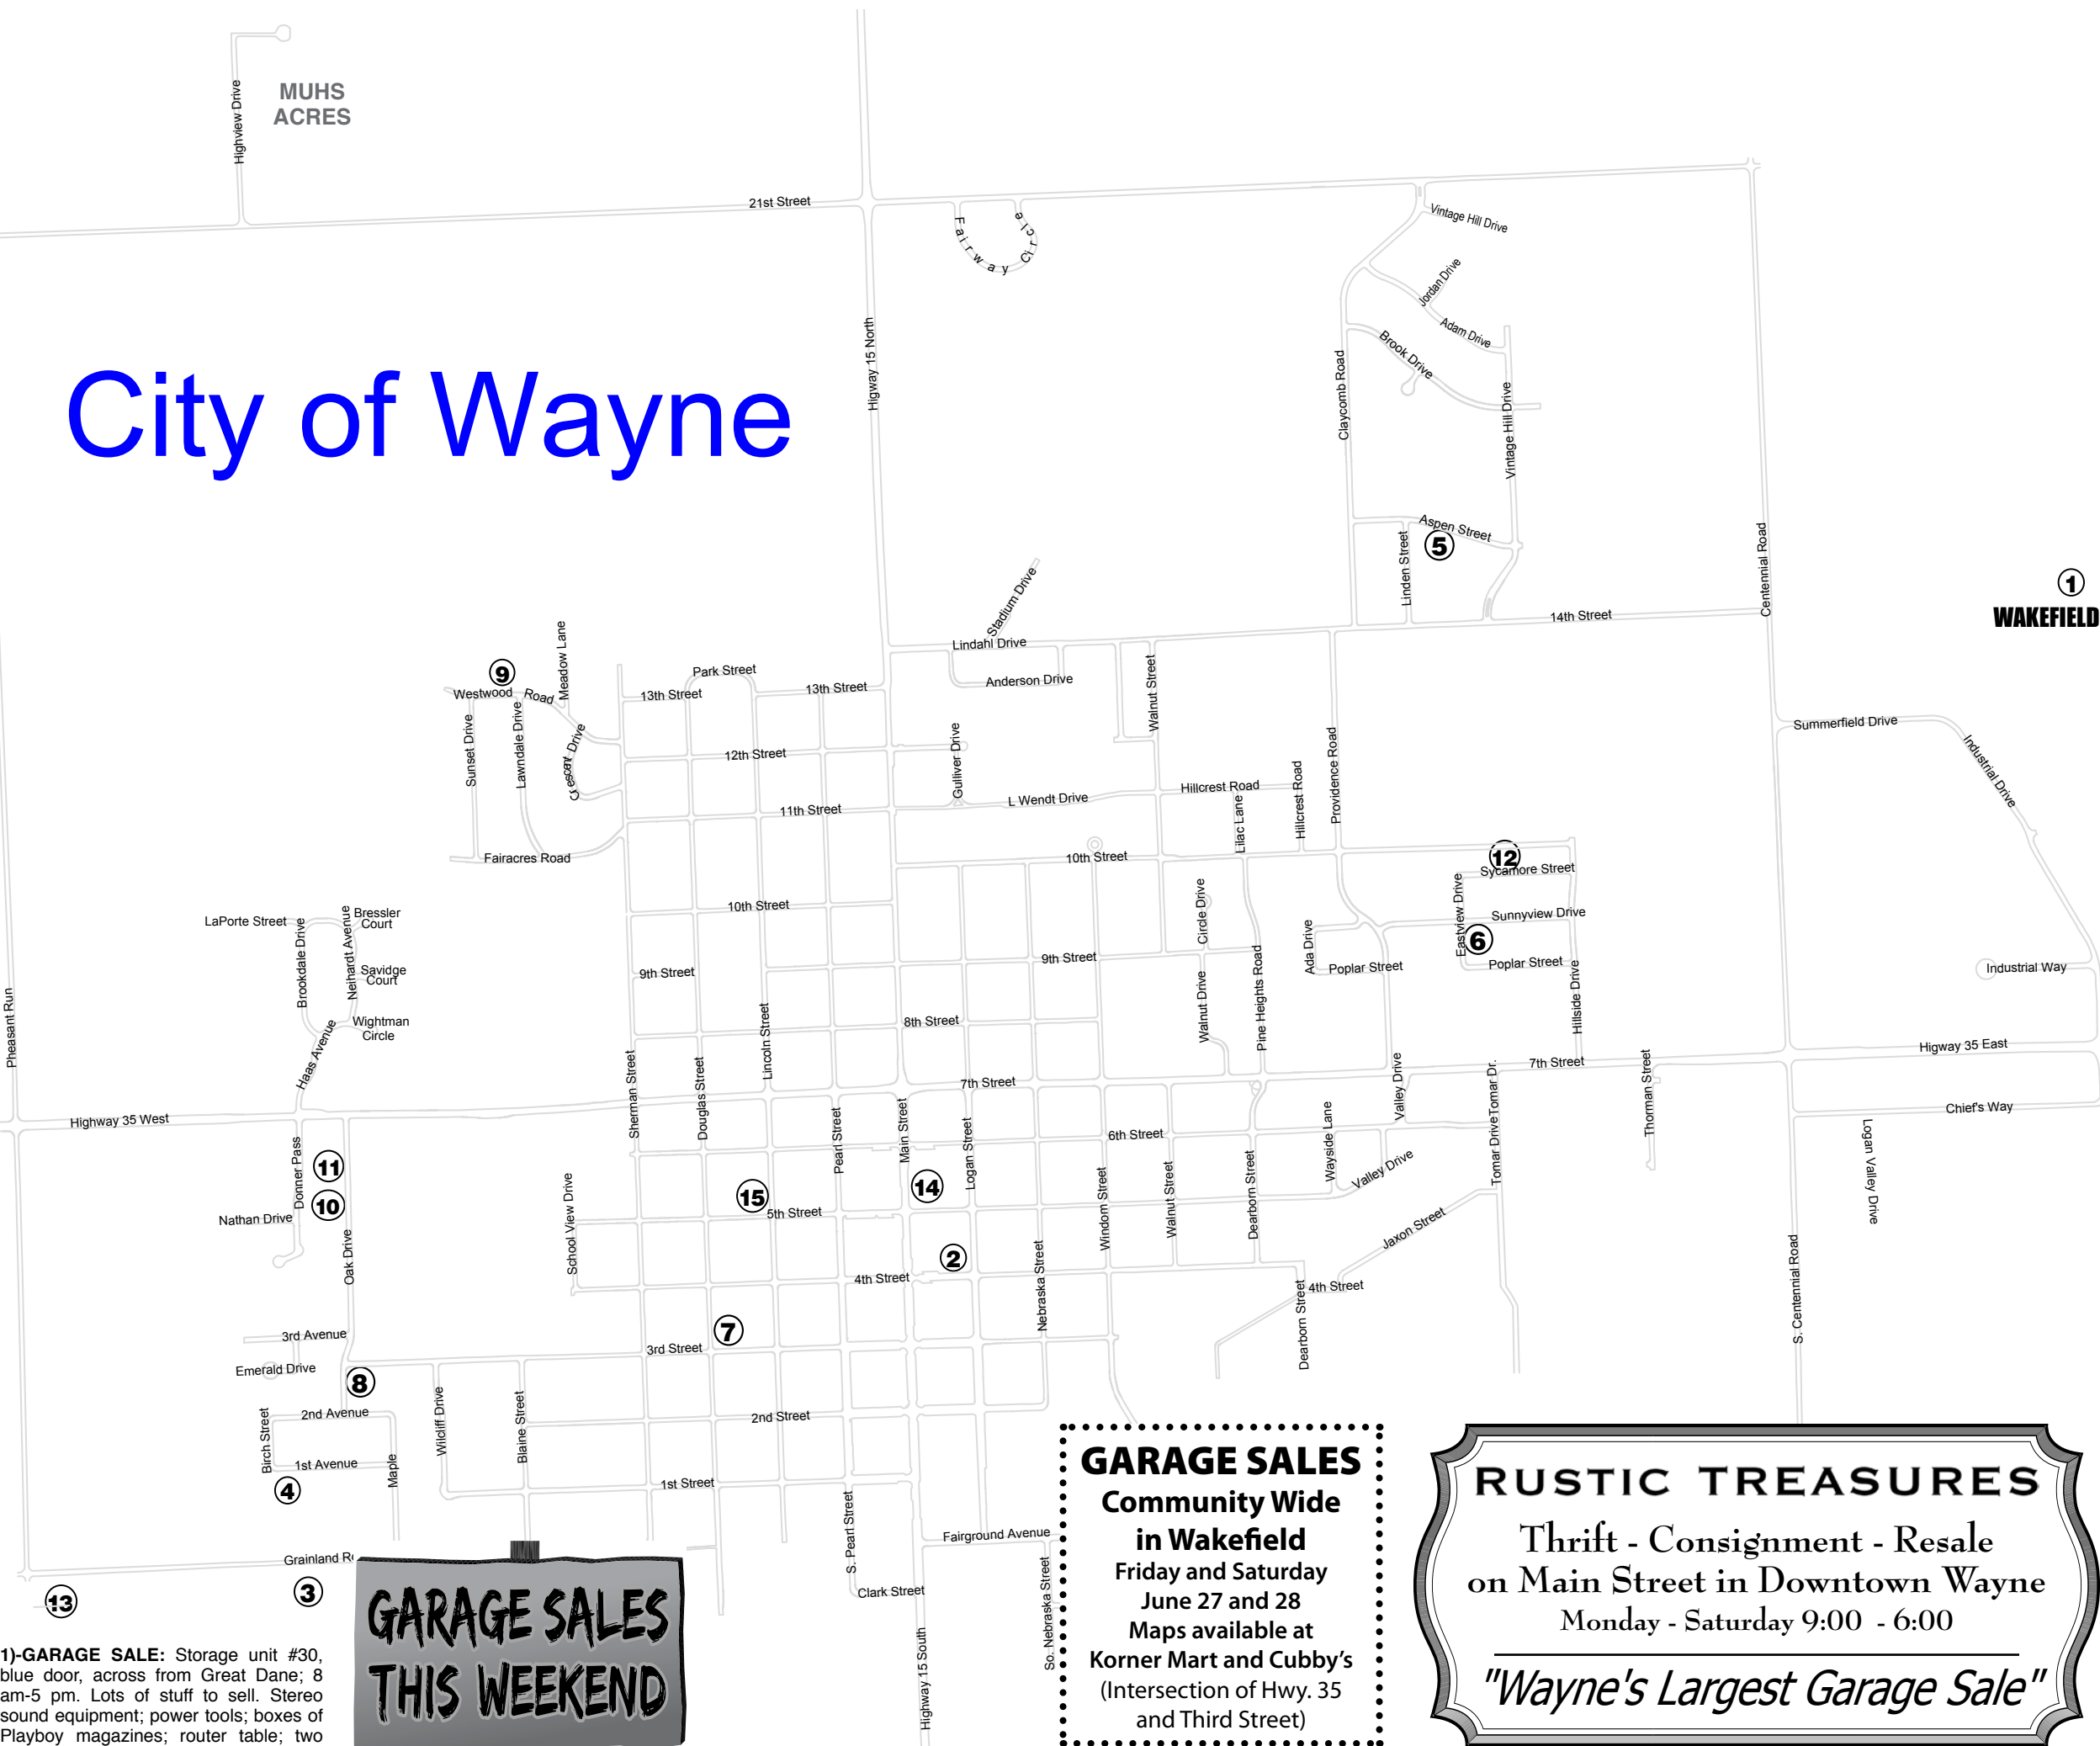 MUHS
ACRES
Highview Drive
21st Street
Fairway Circle
Vintage Hill Drive
Jordan Drive
Adam Drive
Brook Drive
Higway 15 North
Claycomb Road
Vintage Hill Drive
City of Wayne
Aspen Street
5
Linden Street
Centennial Road
1
WAKEFIELD
14th Street
Stadium Drive
Lindahl Drive
Anderson Drive
Walnut Street
Meadow Lane
9
Westwood Road
Park Street
13th Street
13th Street
Sunset Drive
Lawndale Drive
Crescent Drive
12th Street
Gulliver Drive
Providence Road
Summerfield Drive
Industrial Drive
11th Street
L Wendt Drive
Hillcrest Road
Hillcrest Road
Lilac Lane
Fairacres Road
10th Street
12
Sycamore Street
LaPorte Street
Bressler
Court
Brookdale Drive
Neihardt Avenue
10th Street
Circle Drive
Ada Drive
Eastview Drive
Sunnyview Drive
6
Savidge
Court
9th Street
9th Street
Poplar Street
Poplar Street
Industrial Way
Pheasant Run
Wightman
Circle
Haas Avenue
Lincoln Street
8th Street
Walnut Drive
Pine Heights Road
Hillside Drive
Higway 35 East
Sherman Street
Douglas Street
7th Street
Valley Drive
7th Street
Tomar Dr.
Thorman Street
Highway 35 West
Chief's Way
Logan Valley Drive
Donner Pass
11
10
Pearl Street
Main Street
Logan Street
6th Street
Wayside Lane
Valley Drive
Tomar Drive
Nathan Drive
Oak Drive
School View Drive
15
5th Street
14
Windom Street
Walnut Street
Dearborn Street
Jaxon Street
2
4th Street
Nebraska Street
4th Street
Dearborn Street
S. Centennial Road
3rd Avenue
7
3rd Street
Emerald Drive
8
2nd Avenue
Birch Street
Wilcliff Drive
Blaine Street
2nd Street
1st Avenue
4
Maple
1st Street
S. Pearl Street
Fairground Avenue
Grainland
3
13
Clark Street
So. Nebraska Street
Highway 15 South
1)-GARAGE SALE: Storage unit #30,
blue door, across from Great Dane; 8
am-5 pm. Lots of stuff to sell. Stereo
sound equipment; power tools; boxes of
Playboy magazines; router table; two
GARAGE SALES
THIS WEEKEND
GARAGE SALES
Community Wide
in Wakefield
Friday and Saturday
June 27 and 28
Maps available at
Korner Mart and Cubby's
(Intersection of Hwy. 35
and Third Street)
RUSTIC TREASURES
Thrift - Consignment - Resale
on Main Street in Downtown Wayne
Monday - Saturday 9:00 - 6:00
"Wayne's Largest Garage Sale"